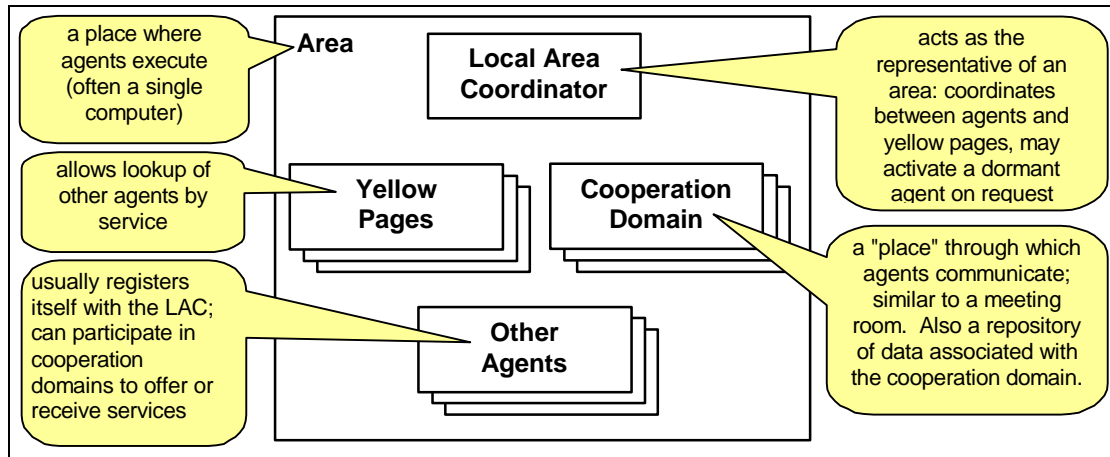 a place where
agents execute
(often a single
computer)
Area
Local Area
Coordinator
acts as the
representative of an
area: coordinates
between agents and
yellow pages, may
activate a dormant
agent on request
allows lookup of
other agents by
service
Yellow
Pages
Cooperation
Domain
a "place" through which
agents communicate;
similar to a meeting
room.  Also a repository
of data associated with
the cooperation domain.
usually registers
itself with the LAC;
can participate in
cooperation
domains to offer or
receive services
Other
Agents